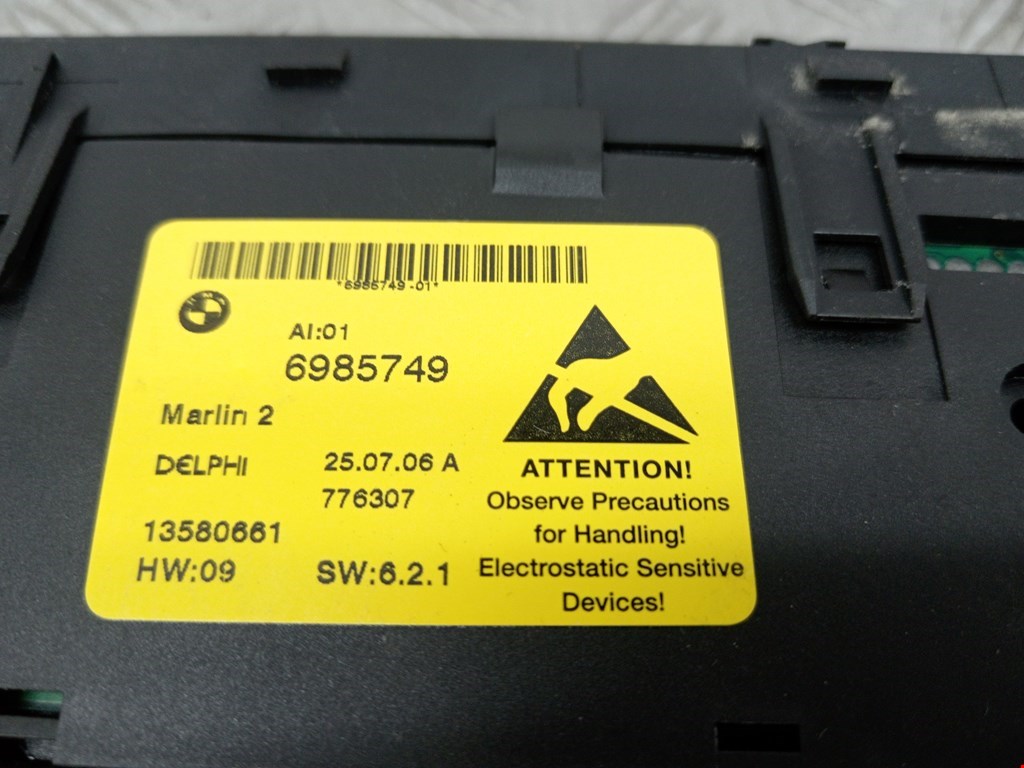 *6985749-01*
AI:01
6985749
Marlin 2
DELPHI 25.07.06 A
776307
13580661
HW:09 SW:6.2.1
ATTENTION!
Observe Precautions
for Handling!
Electrostatic Sensitive
Devices!